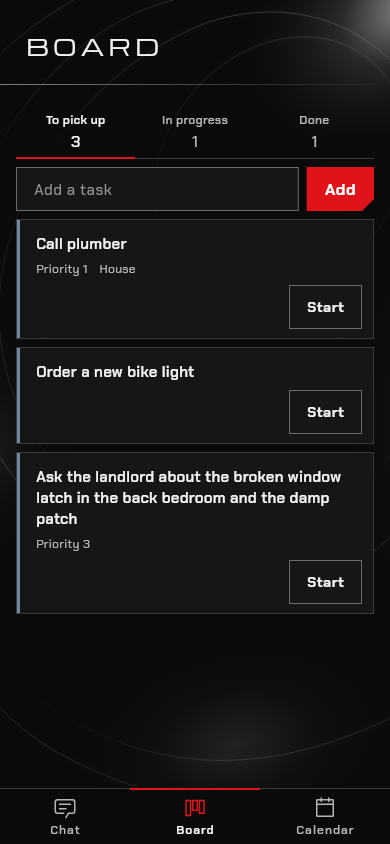 BOARD
To pick up
3
In progress
1
Done
1
Add a task
Add
Call plumber
Priority 1 House
Start
Order a new bike light
Start
Ask the landlord about the broken window
latch in the back bedroom and the damp
patch
Priority 3
Start
Chat
Board
Calendar